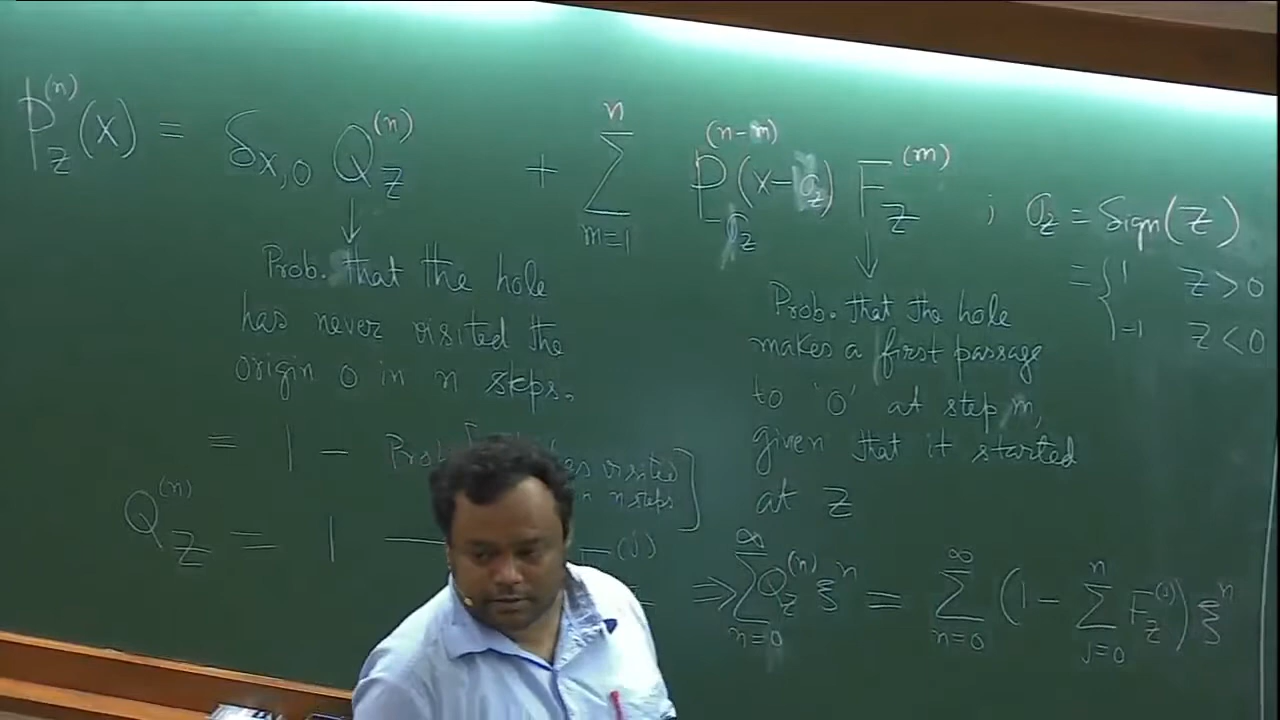 P_z^{(n)}(x) = δ_{x,0} Q_z^{(n)} + Σ_{m=1}^{n} P_{-σ_z}^{(n-m)}(x-σ_z) F_z^{(m)} ; σ_z = Sign(z)
= { 1 z>0
-1 z<0
Prob. that the hole
has never visited the
origin 0 in n steps.
Prob. that the hole
makes a first passage
to '0' at step m,
given that it started
at z
= 1 - Prob [ visited
in n steps ]
Q_z^{(n)} = 1 - F^{(j)}
⇒ Σ_{n=0}^{∞} Q_z^{(n)} ξ^n = Σ_{n=0}^{∞} (1 - Σ_{j=0}^{n} F_z^{(j)}) ξ^n